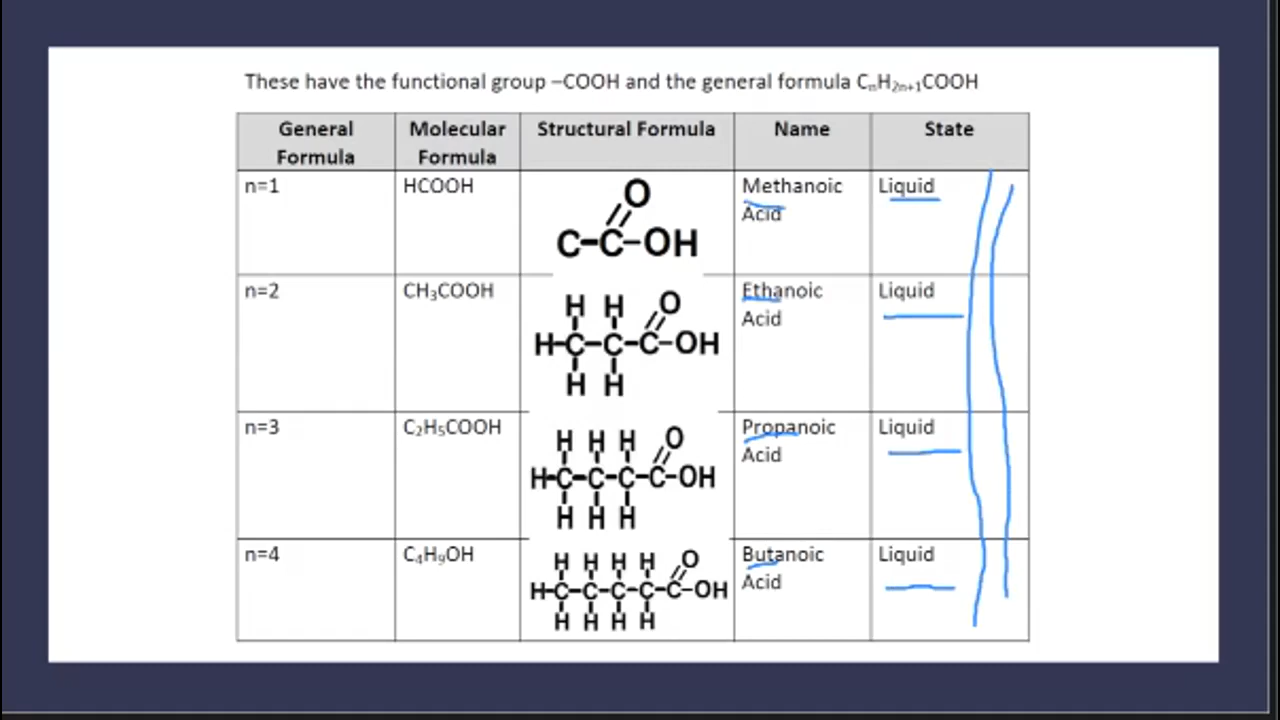 These have the functional group –COOH and the general formula CₙH₂ₙ₊₁COOH
General Formula
Molecular Formula
Structural Formula
Name
State
n=1
HCOOH
O
C-C-OH
Methanoic
Acid
Liquid
n=2
CH₃COOH
H H O
H-C-C-C-OH
H H
Ethanoic
Acid
Liquid
n=3
C₂H₅COOH
H H H O
H-C-C-C-C-OH
H H H
Propanoic
Acid
Liquid
n=4
C₄H₉OH
H H H H O
H-C-C-C-C-C-OH
H H H H
Butanoic
Acid
Liquid